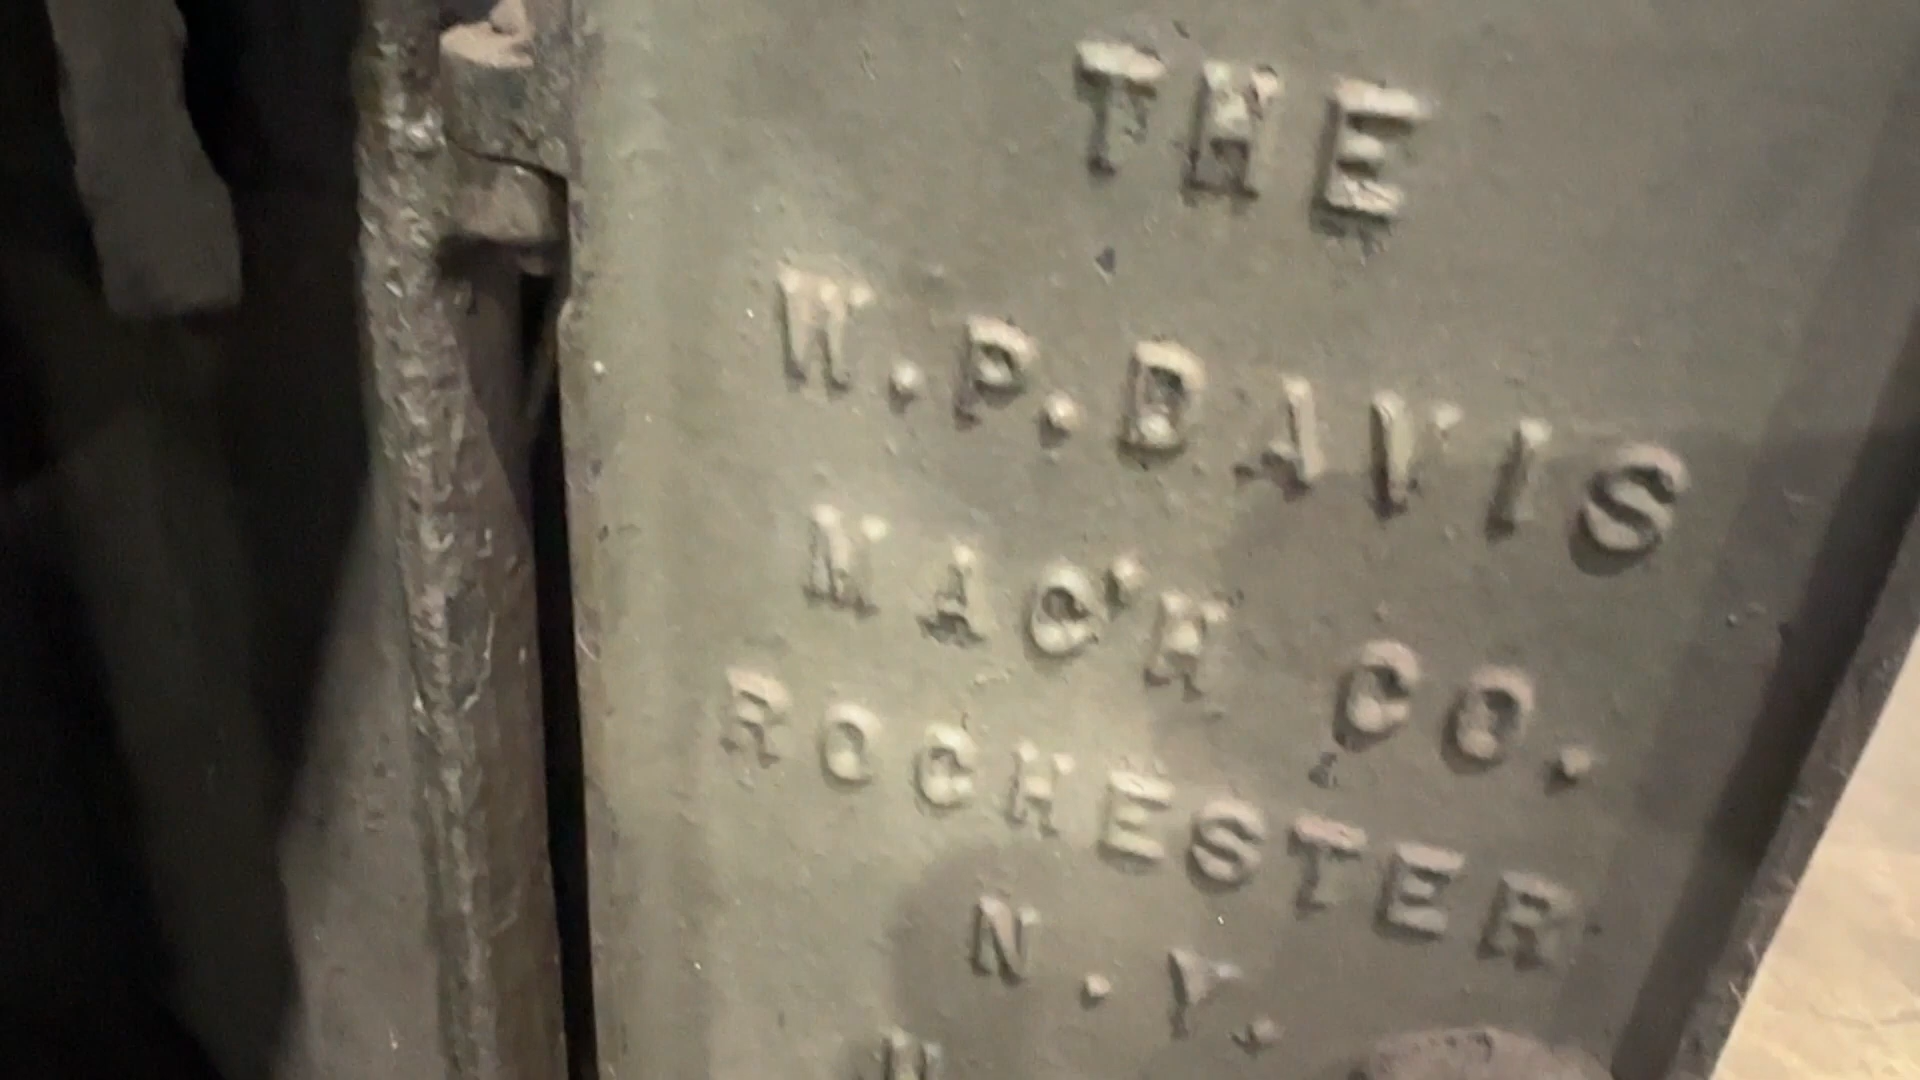 THE
W.P.DAVIS
MACH CO.
ROCHESTER
N.Y.